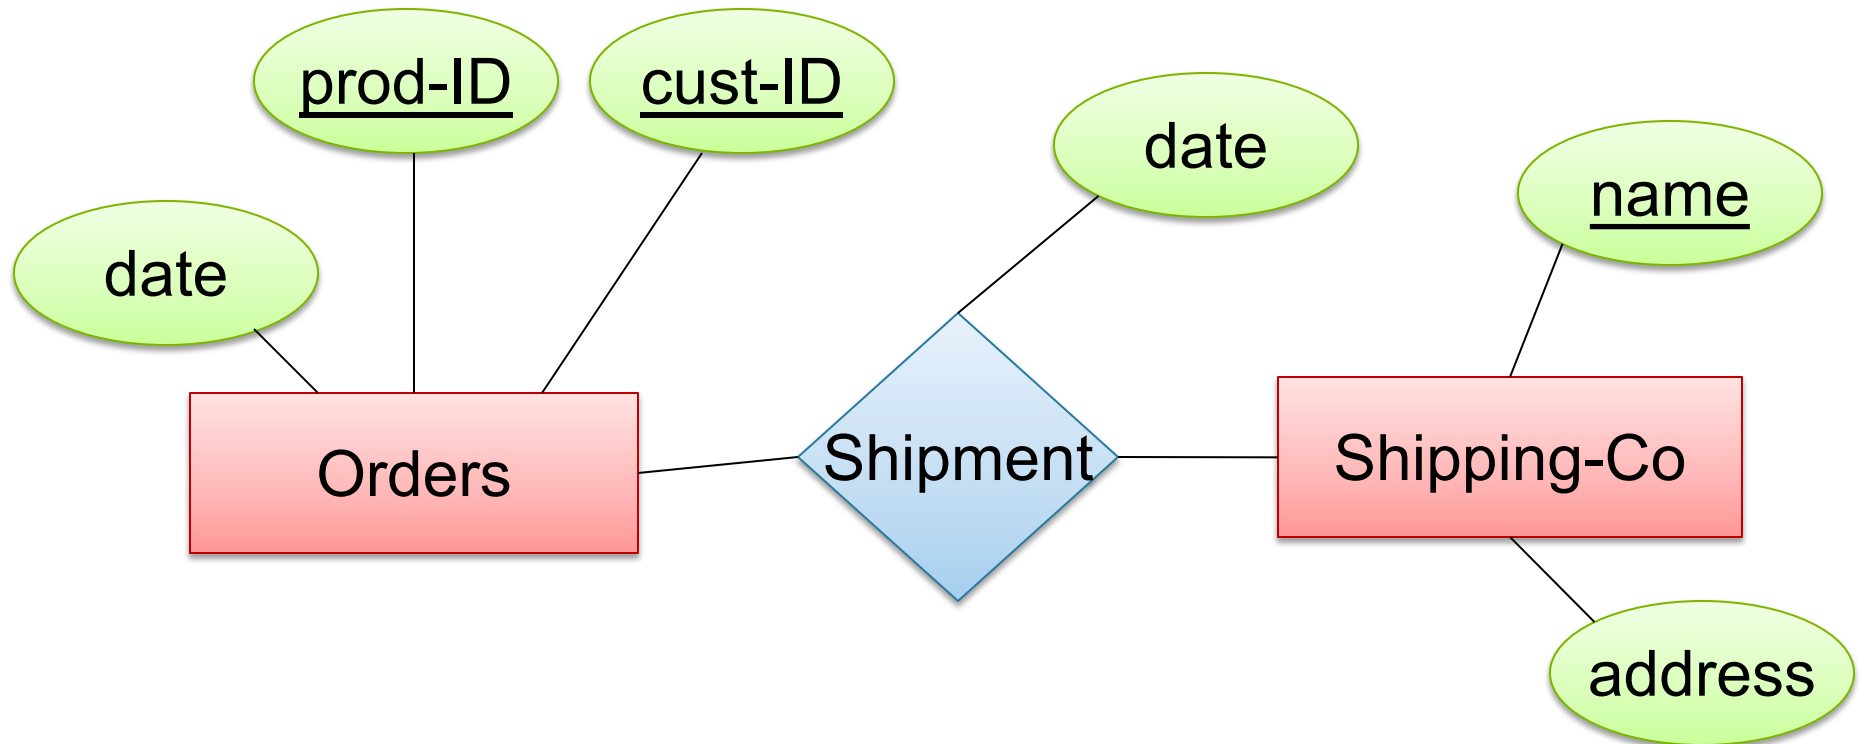 prod-ID
cust-ID
date
name
date
Orders
Shipment
Shipping-Co
address